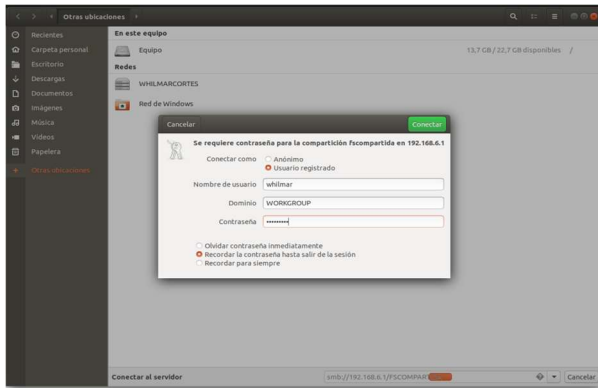 Otras ubicaciones
Recientes
Carpeta personal
Escritorio
Descargas
Documentos
Imágenes
Música
Vídeos
Papelera
Otras ubicaciones
En este equipo
Equipo
13,7 GB / 22,7 GB disponibles /
Redes
WHILMARCORTES
Red de Windows
Cancelar
Conectar
Se requiere contraseña para la compartición fscompartida en 192.168.6.1
Conectar como
Anónimo
Usuario registrado
Nombre de usuario
whilmar
Dominio
WORKGROUP
Contraseña
Olvidar contraseña inmediatamente
Recordar la contraseña hasta salir de la sesión
Recordar para siempre
Conectar al servidor
smb://192.168.6.1/FSCOMPART
Cancelar